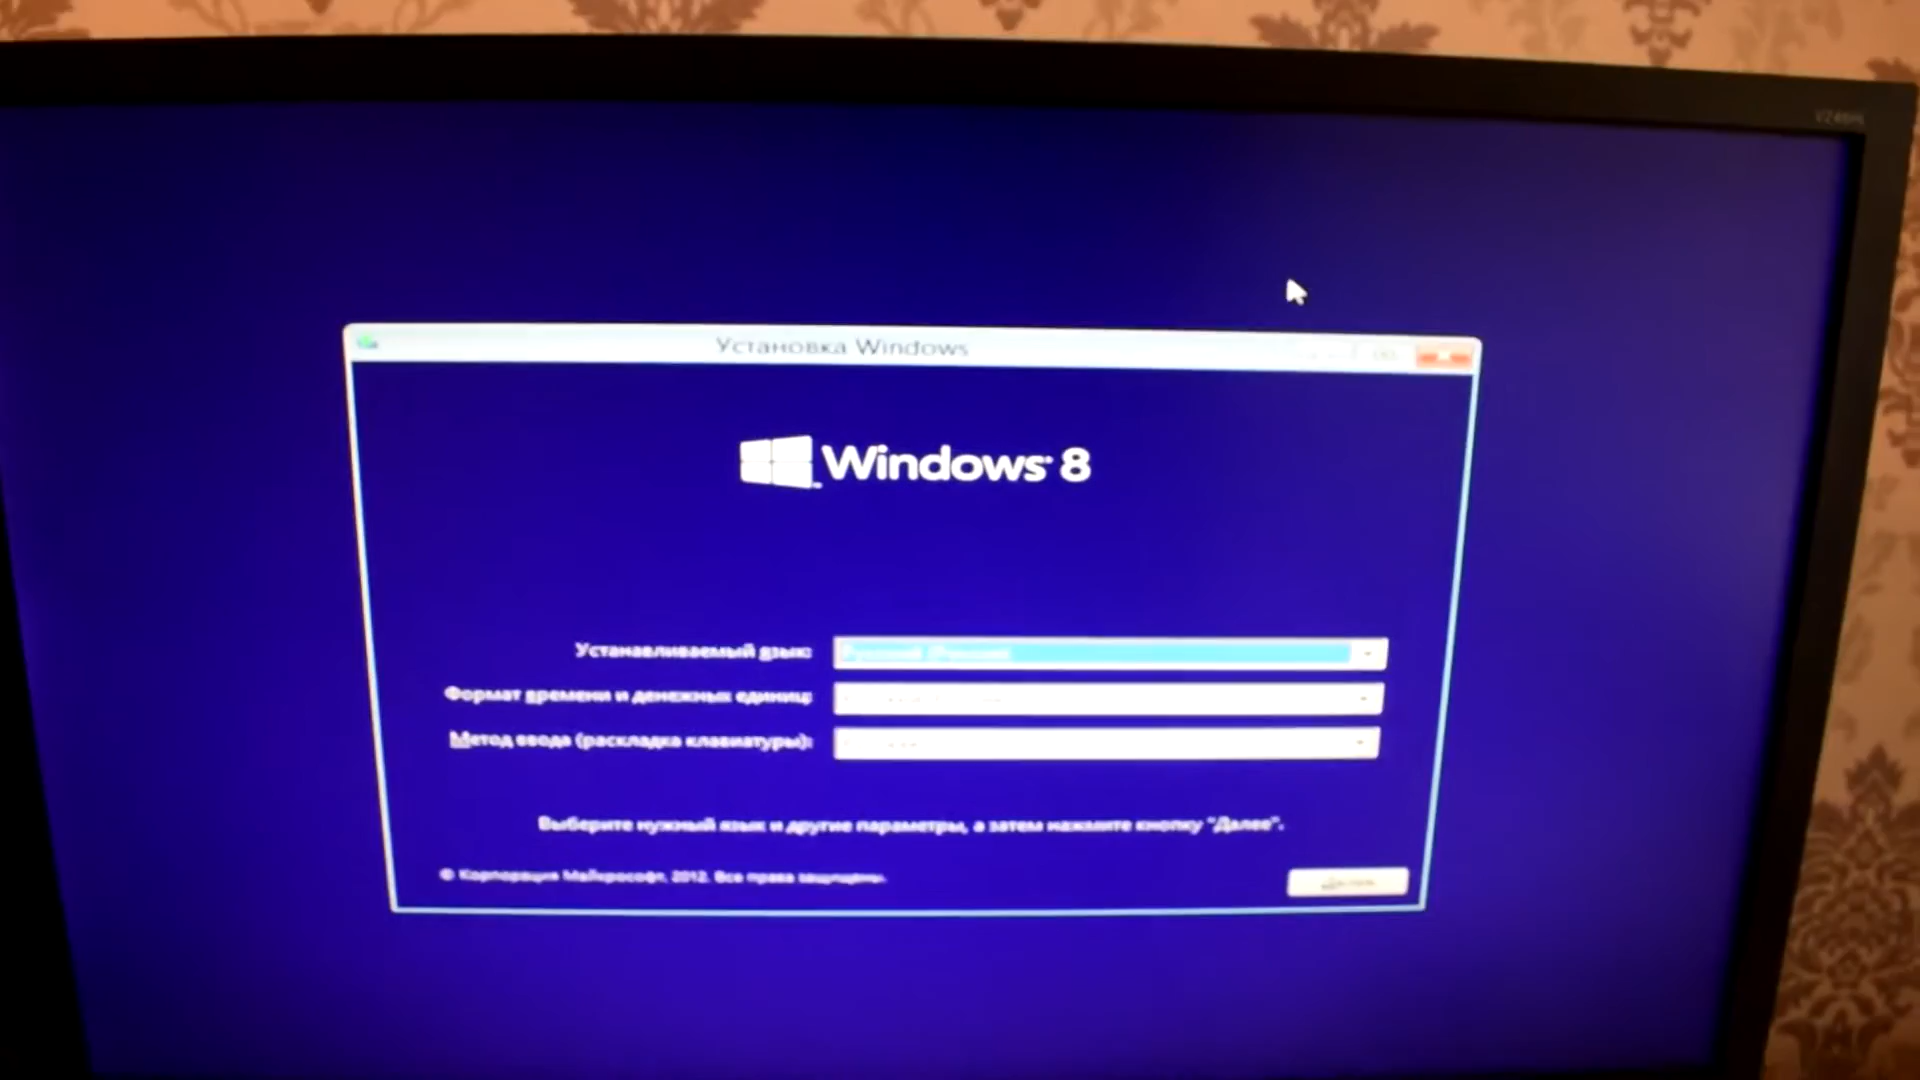 Установка Windows
Windows 8
Устанавливаемый язык:
Формат времени и денежных единиц:
Метод ввода (раскладка клавиатуры):
Выберите нужный язык и другие параметры, а затем нажмите кнопку "Далее".
© Корпорация Майкрософт, 2012. Все права защищены.
Далее